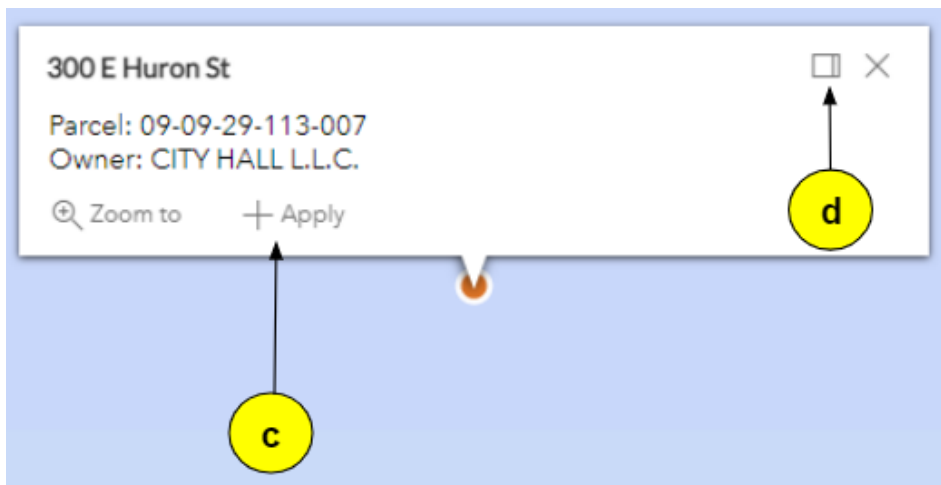 300 E Huron St
Parcel: 09-09-29-113-007
Owner: CITY HALL L.L.C.
Zoom to Apply
d
c